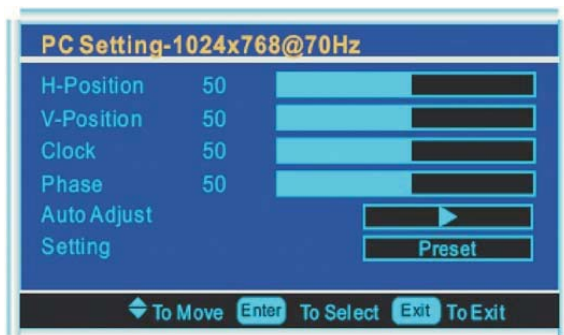 PC Setting-1024x768@70Hz
H-Position 50
V-Position 50
Clock 50
Phase 50
Auto Adjust
Setting Preset
To Move Enter To Select Exit To Exit